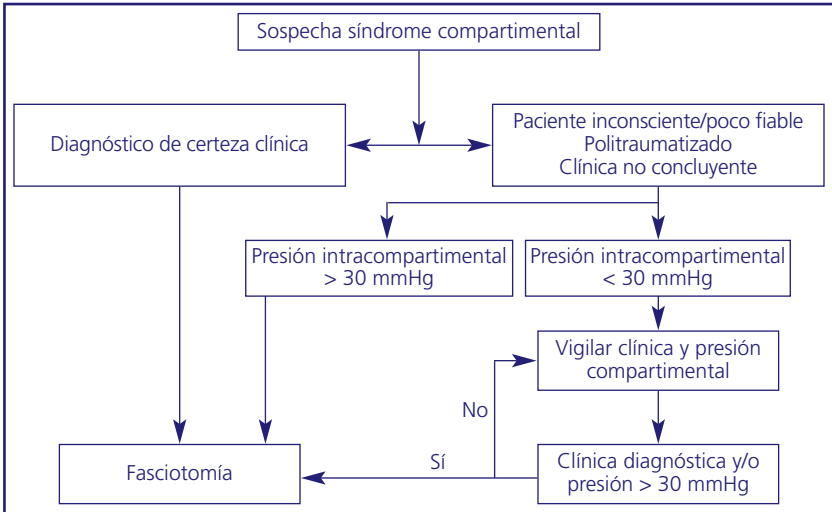 Sospecha síndrome compartimental
Diagnóstico de certeza clínica
Paciente inconsciente/poco fiable
Politraumatizado
Clínica no concluyente
Presión intracompartimental
> 30 mmHg
Presión intracompartimental
< 30 mmHg
Vigilar clínica y presión
compartimental
No
Sí
Fasciotomía
Clínica diagnóstica y/o
presión > 30 mmHg